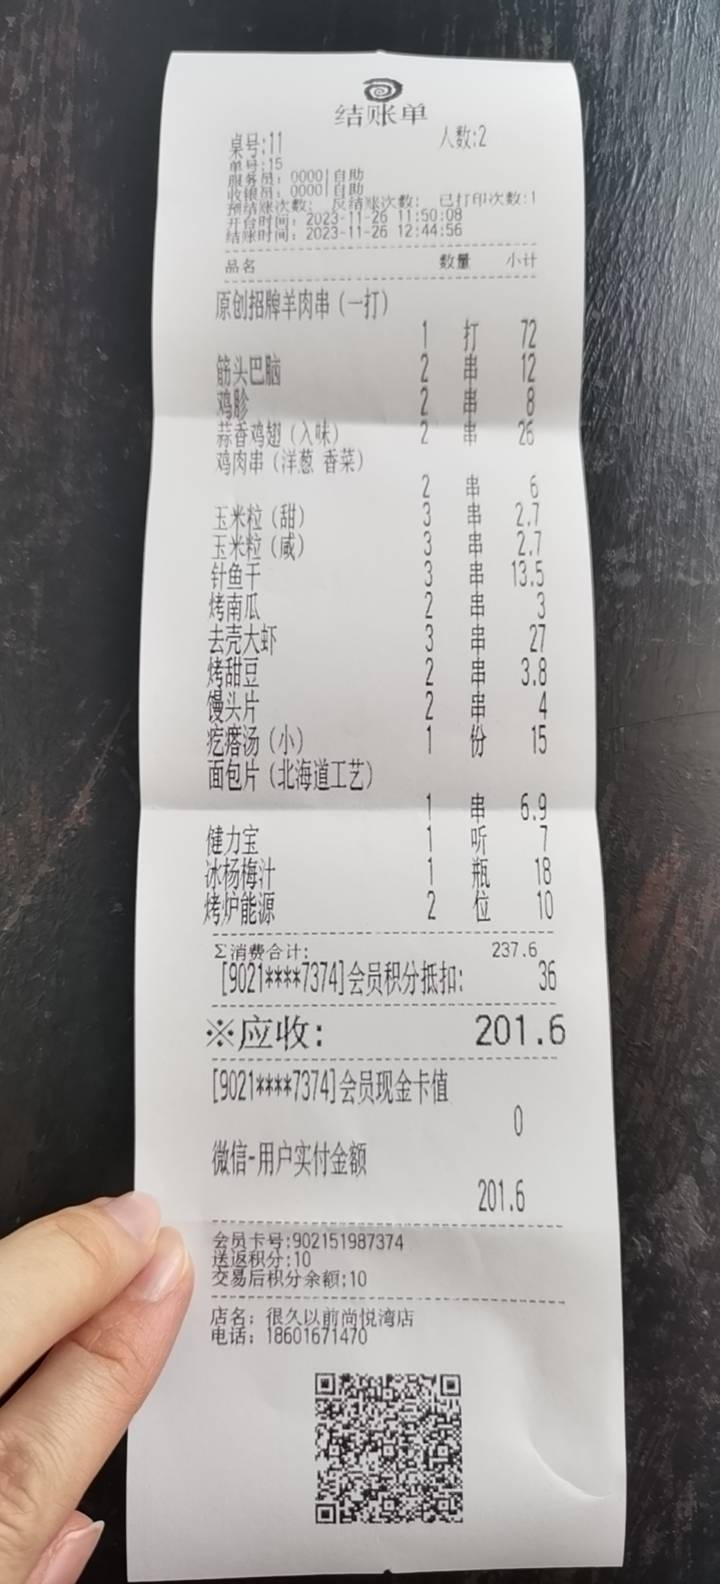 结账单
桌号:11 人数:2
单号:15
服务员: 0000|自助
收银员: 0000|自助
预结账次数: 反结账次数: 已打印次数:1
开台时间: 2023-11-26 11:50:08
结账时间: 2023-11-26 12:44:56
品名 数量 小计
原创招牌羊肉串（一打）
1 打 72
筋头巴脑 2 串 12
鸡胗 2 串 8
蒜香鸡翅（入味） 2 串 26
鸡肉串（洋葱 香菜）
2 串 6
玉米粒（甜） 3 串 2.7
玉米粒（咸） 3 串 2.7
针鱼干 3 串 13.5
烤南瓜 2 串 3
去壳大虾 3 串 27
烤甜豆 2 串 3.8
馒头片 2 串 4
疙瘩汤（小） 1 份 15
面包片（北海道工艺）
1 串 6.9
健力宝 1 听 7
冰杨梅汁 1 瓶 18
烤炉能源 2 位 10
Σ消费合计: 237.6
[9021****7374]会员积分抵扣: 36
※应收: 201.6
[9021****7374]会员现金卡值
0
微信-用户实付金额
201.6
会员卡号:902151987374
送返积分:10
交易后积分余额:10
店名: 很久以前尚悦湾店
电话: 18601671470